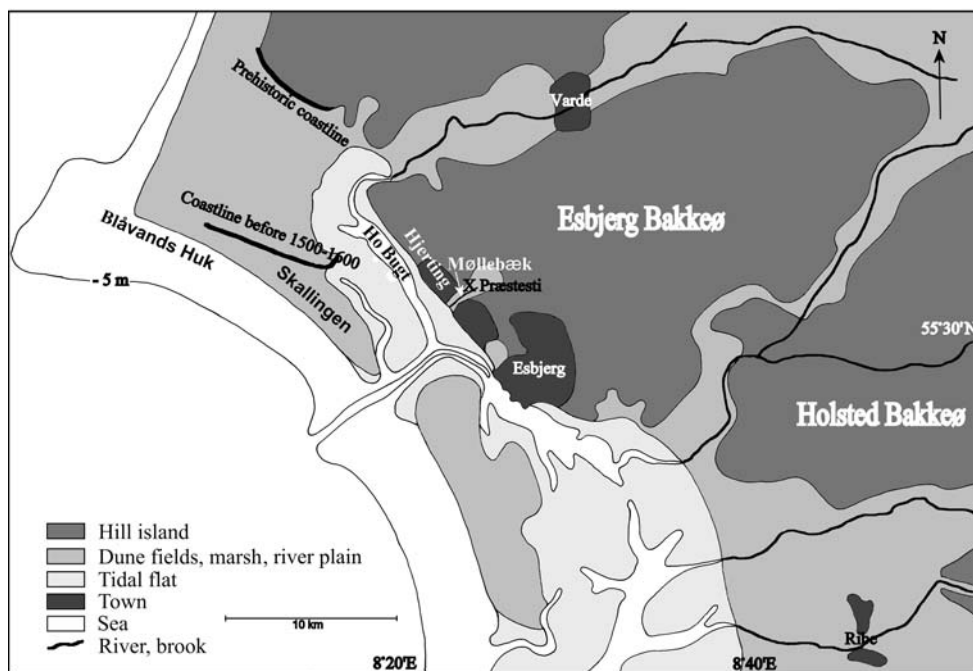 N
Prehistoric coastline
Varde
Esbjerg Bakkeø
Coastline before 1500-1600
Blåvands Huk
Skallingen
Ho Bugt
Hjerting
Møllebæk
X Præstesti
- 5 m
55°30'N
Esbjerg
Holsted Bakkeø
Hill island
Dune fields, marsh, river plain
Tidal flat
Town
Sea
River, brook
10 km
8°20'E
8°40'E
Ribe